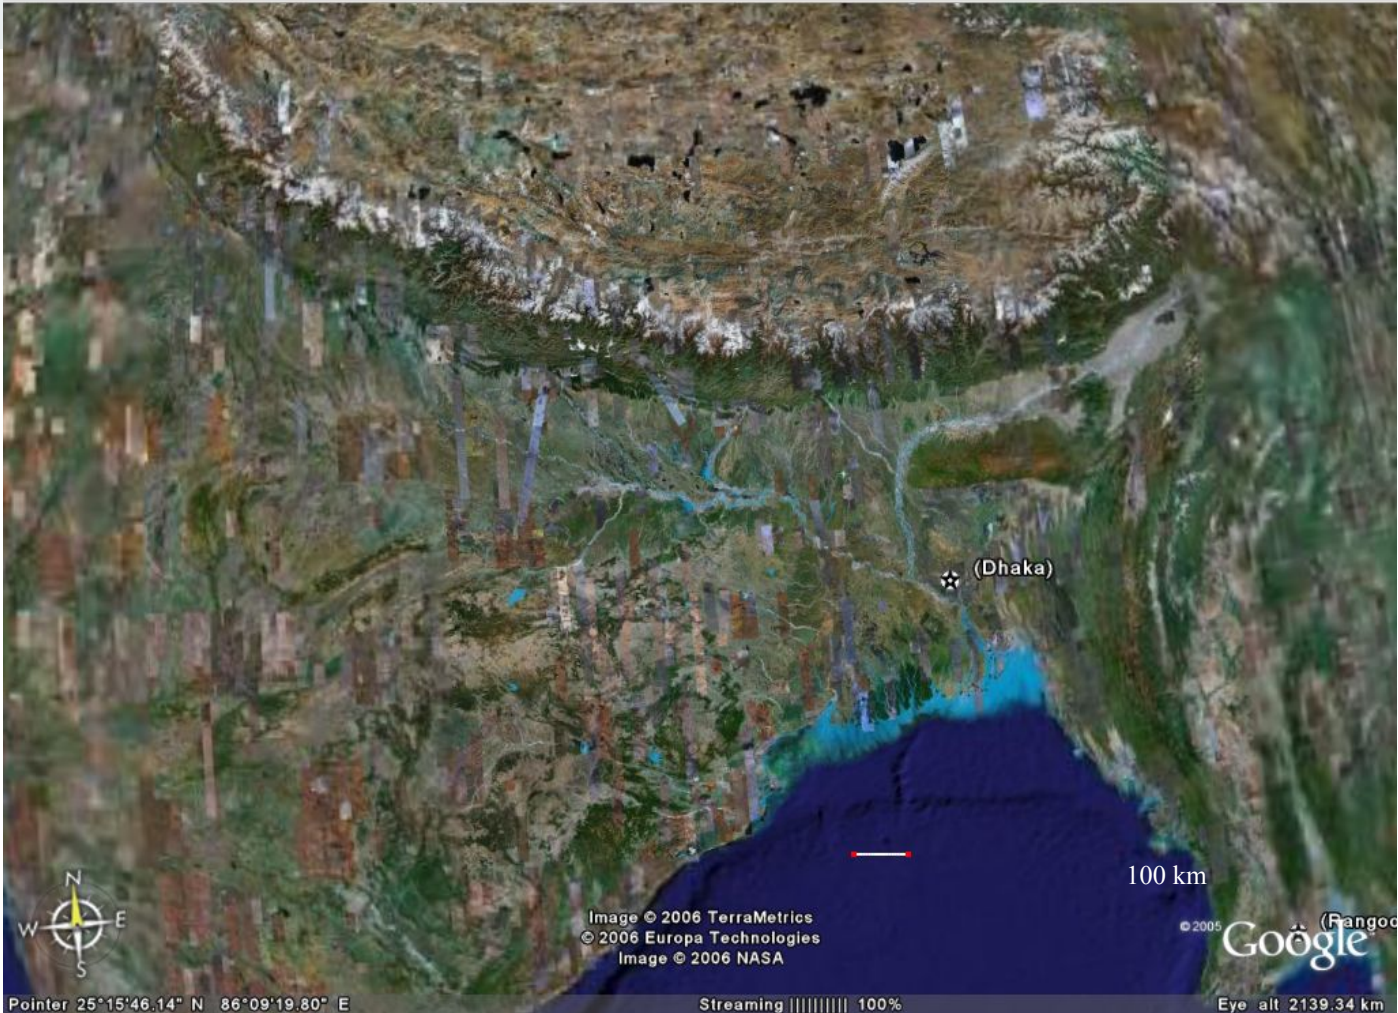 (Dhaka)
100 km
N
W E
S
Image © 2006 TerraMetrics
© 2006 Europa Technologies
Image © 2006 NASA
© 2005 Google
(Rangoo
Pointer 25°15'46.14" N 86°09'19.80" E Streaming |||||||||| 100% Eye alt 2139.34 km